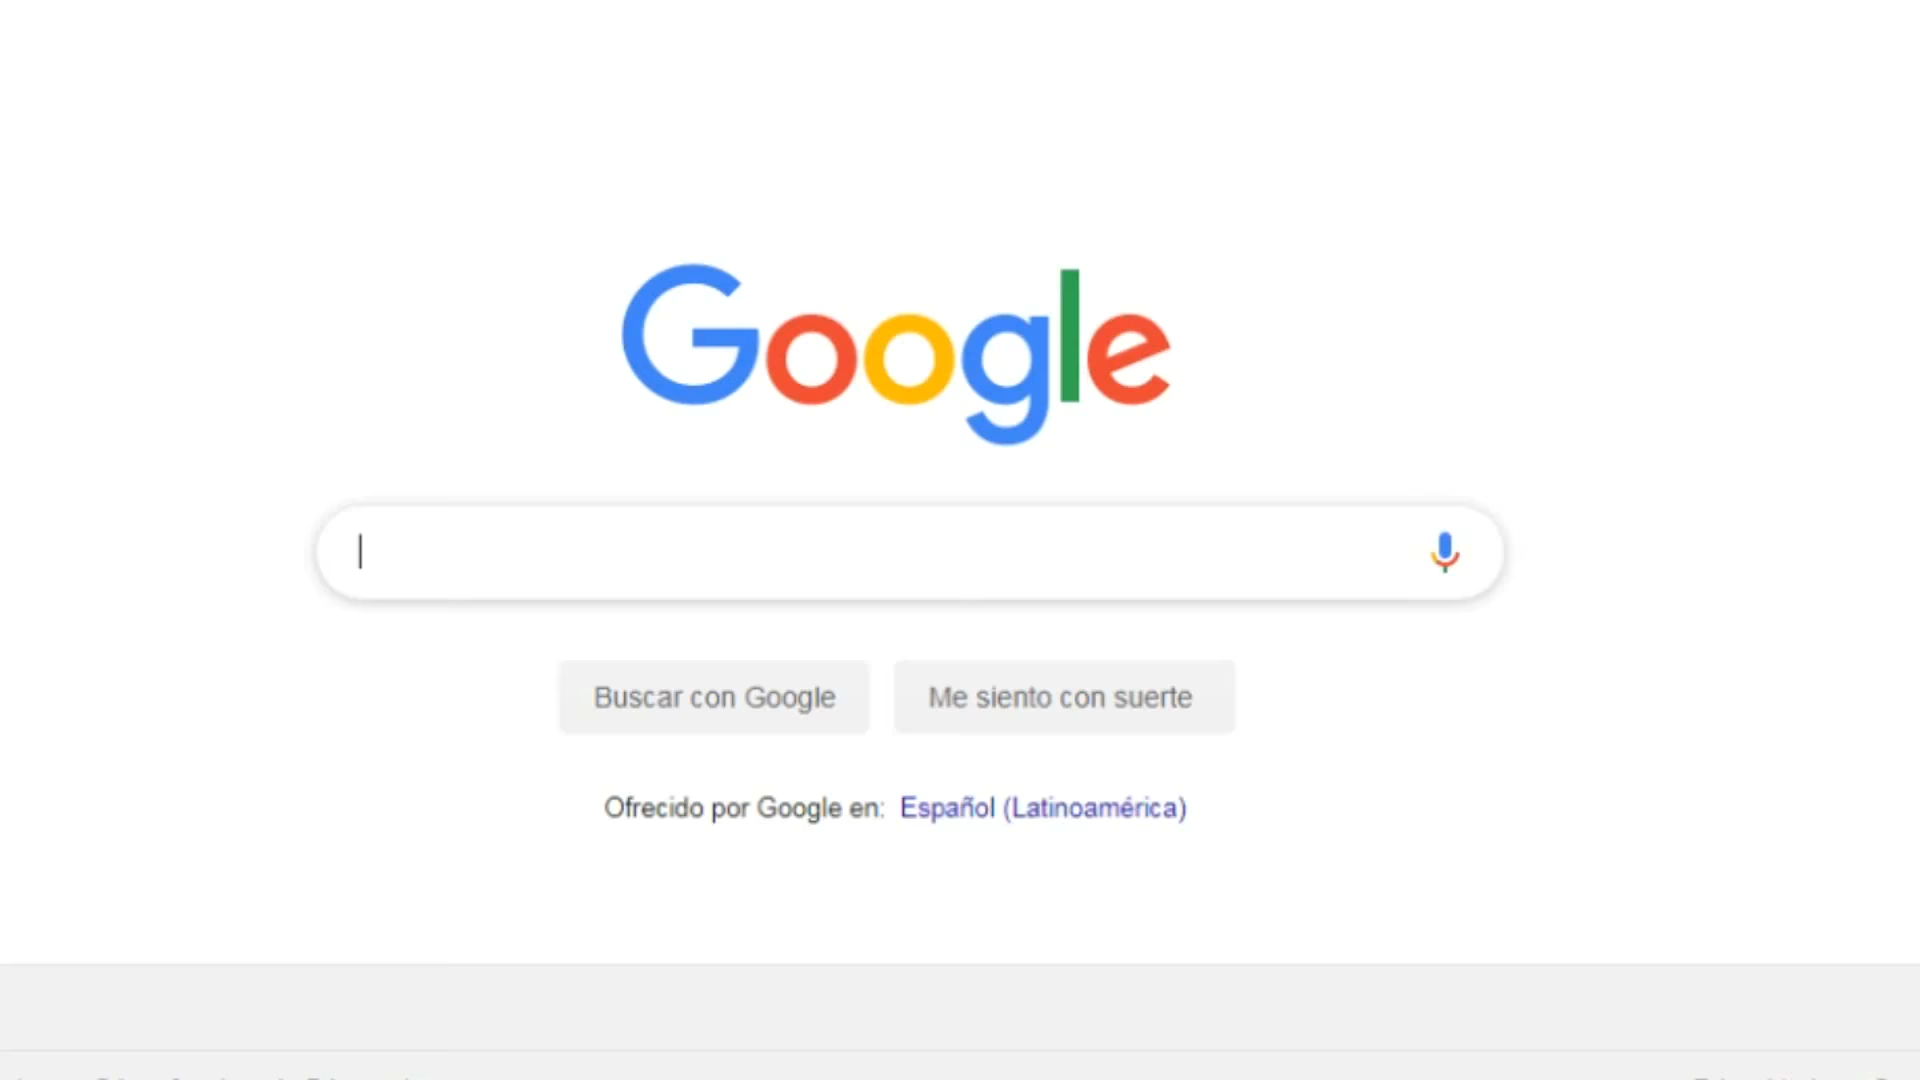 Google
Buscar con Google
Me siento con suerte
Ofrecido por Google en: Español (Latinoamérica)